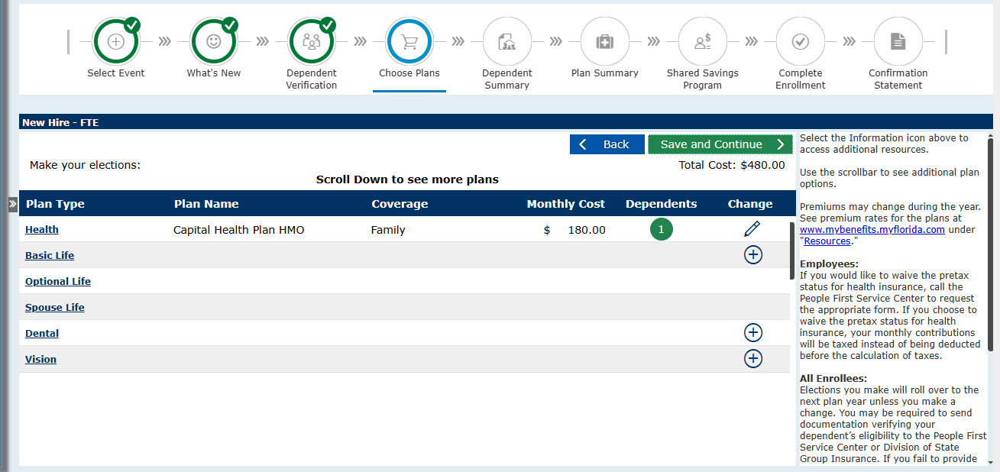 Select Event
What's New
Dependent Verification
Choose Plans
Dependent Summary
Plan Summary
Shared Savings Program
Complete Enrollment
Confirmation Statement
New Hire - FTE
Back
Save and Continue
Make your elections:
Total Cost: $480.00
Scroll Down to see more plans
Plan Type Plan Name Coverage Monthly Cost Dependents Change
Health Capital Health Plan HMO Family $ 180.00 1
Basic Life
Optional Life
Spouse Life
Dental
Vision
Select the Information icon above to
access additional resources.
Use the scrollbar to see additional plan
options.
Premiums may change during the year.
See premium rates for the plans at
www.mybenefits.myflorida.com under
"Resources."
Employees:
If you would like to waive the pretax
status for health insurance, call the
People First Service Center to request
the appropriate form. If you choose to
waive the pretax status for health
insurance, your monthly contributions
will be taxed instead of being deducted
before the calculation of taxes.
All Enrollees:
Elections you make will roll over to the
next plan year unless you make a
change. You may be required to send
documentation verifying your
dependent's eligibility to the People First
Service Center or Division of State
Group Insurance. If you fail to provide